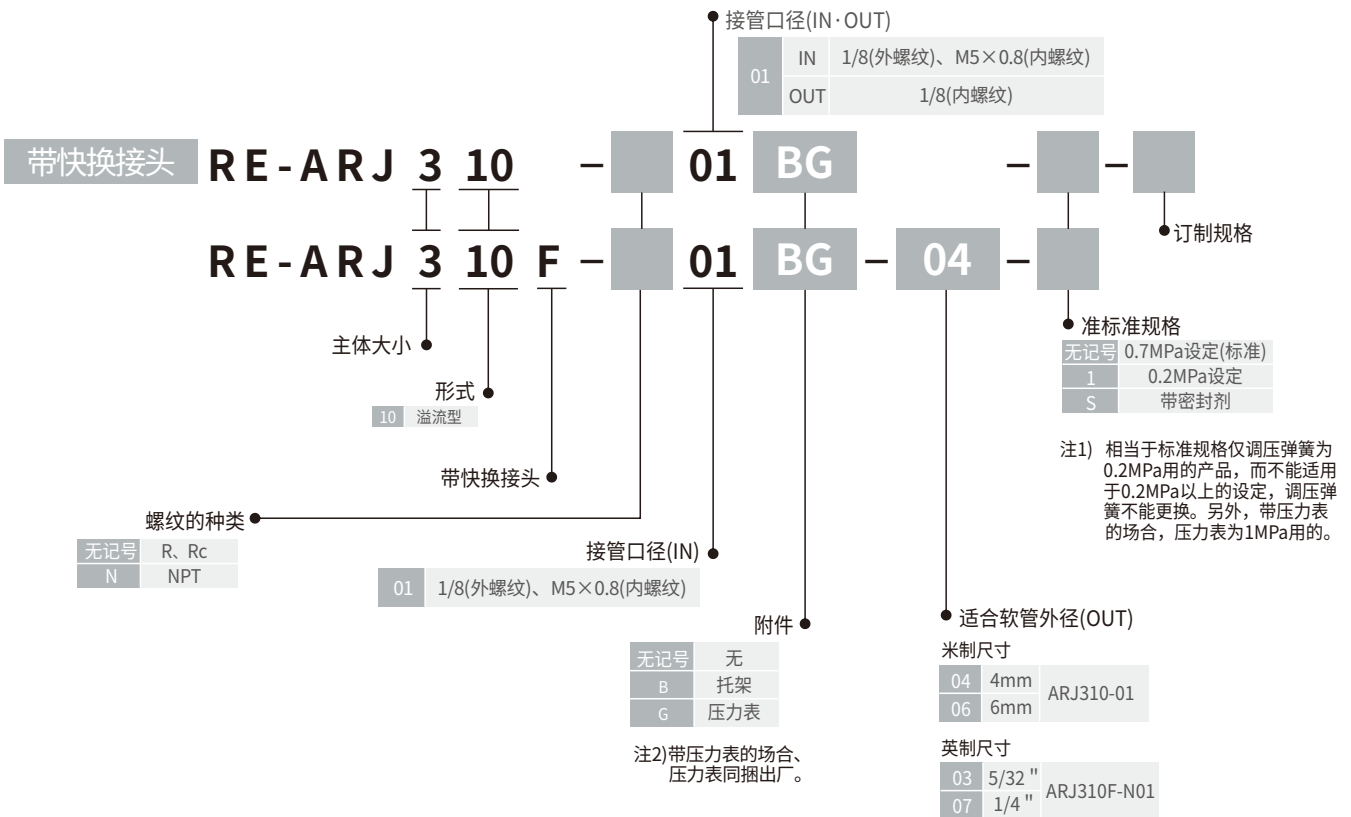 接管口径(IN·OUT)
01 IN 1/8(外螺纹)、M5×0.8(内螺纹)
OUT 1/8(内螺纹)
带快换接头 RE-ARJ 3 10 – 01 BG – –
订制规格
RE-ARJ 3 10 F – 01 BG – 04 –
准标准规格
无记号 0.7MPa设定(标准)
1 0.2MPa设定
S 带密封剂
注1) 相当于标准规格仅调压弹簧为
0.2MPa用的产品，而不能适用
于0.2MPa以上的设定，调压弹
簧不能更换。另外，带压力表
的场合，压力表为1MPa用的。
主体大小
形式
10 溢流型
带快换接头
螺纹的种类
无记号 R、Rc
N NPT
接管口径(IN)
01 1/8(外螺纹)、M5×0.8(内螺纹)
附件
无记号 无
B 托架
G 压力表
注2)带压力表的场合、
压力表同捆出厂。
适合软管外径(OUT)
米制尺寸
04 4mm ARJ310-01
06 6mm
英制尺寸
03 5/32 " ARJ310F-N01
07 1/4 "